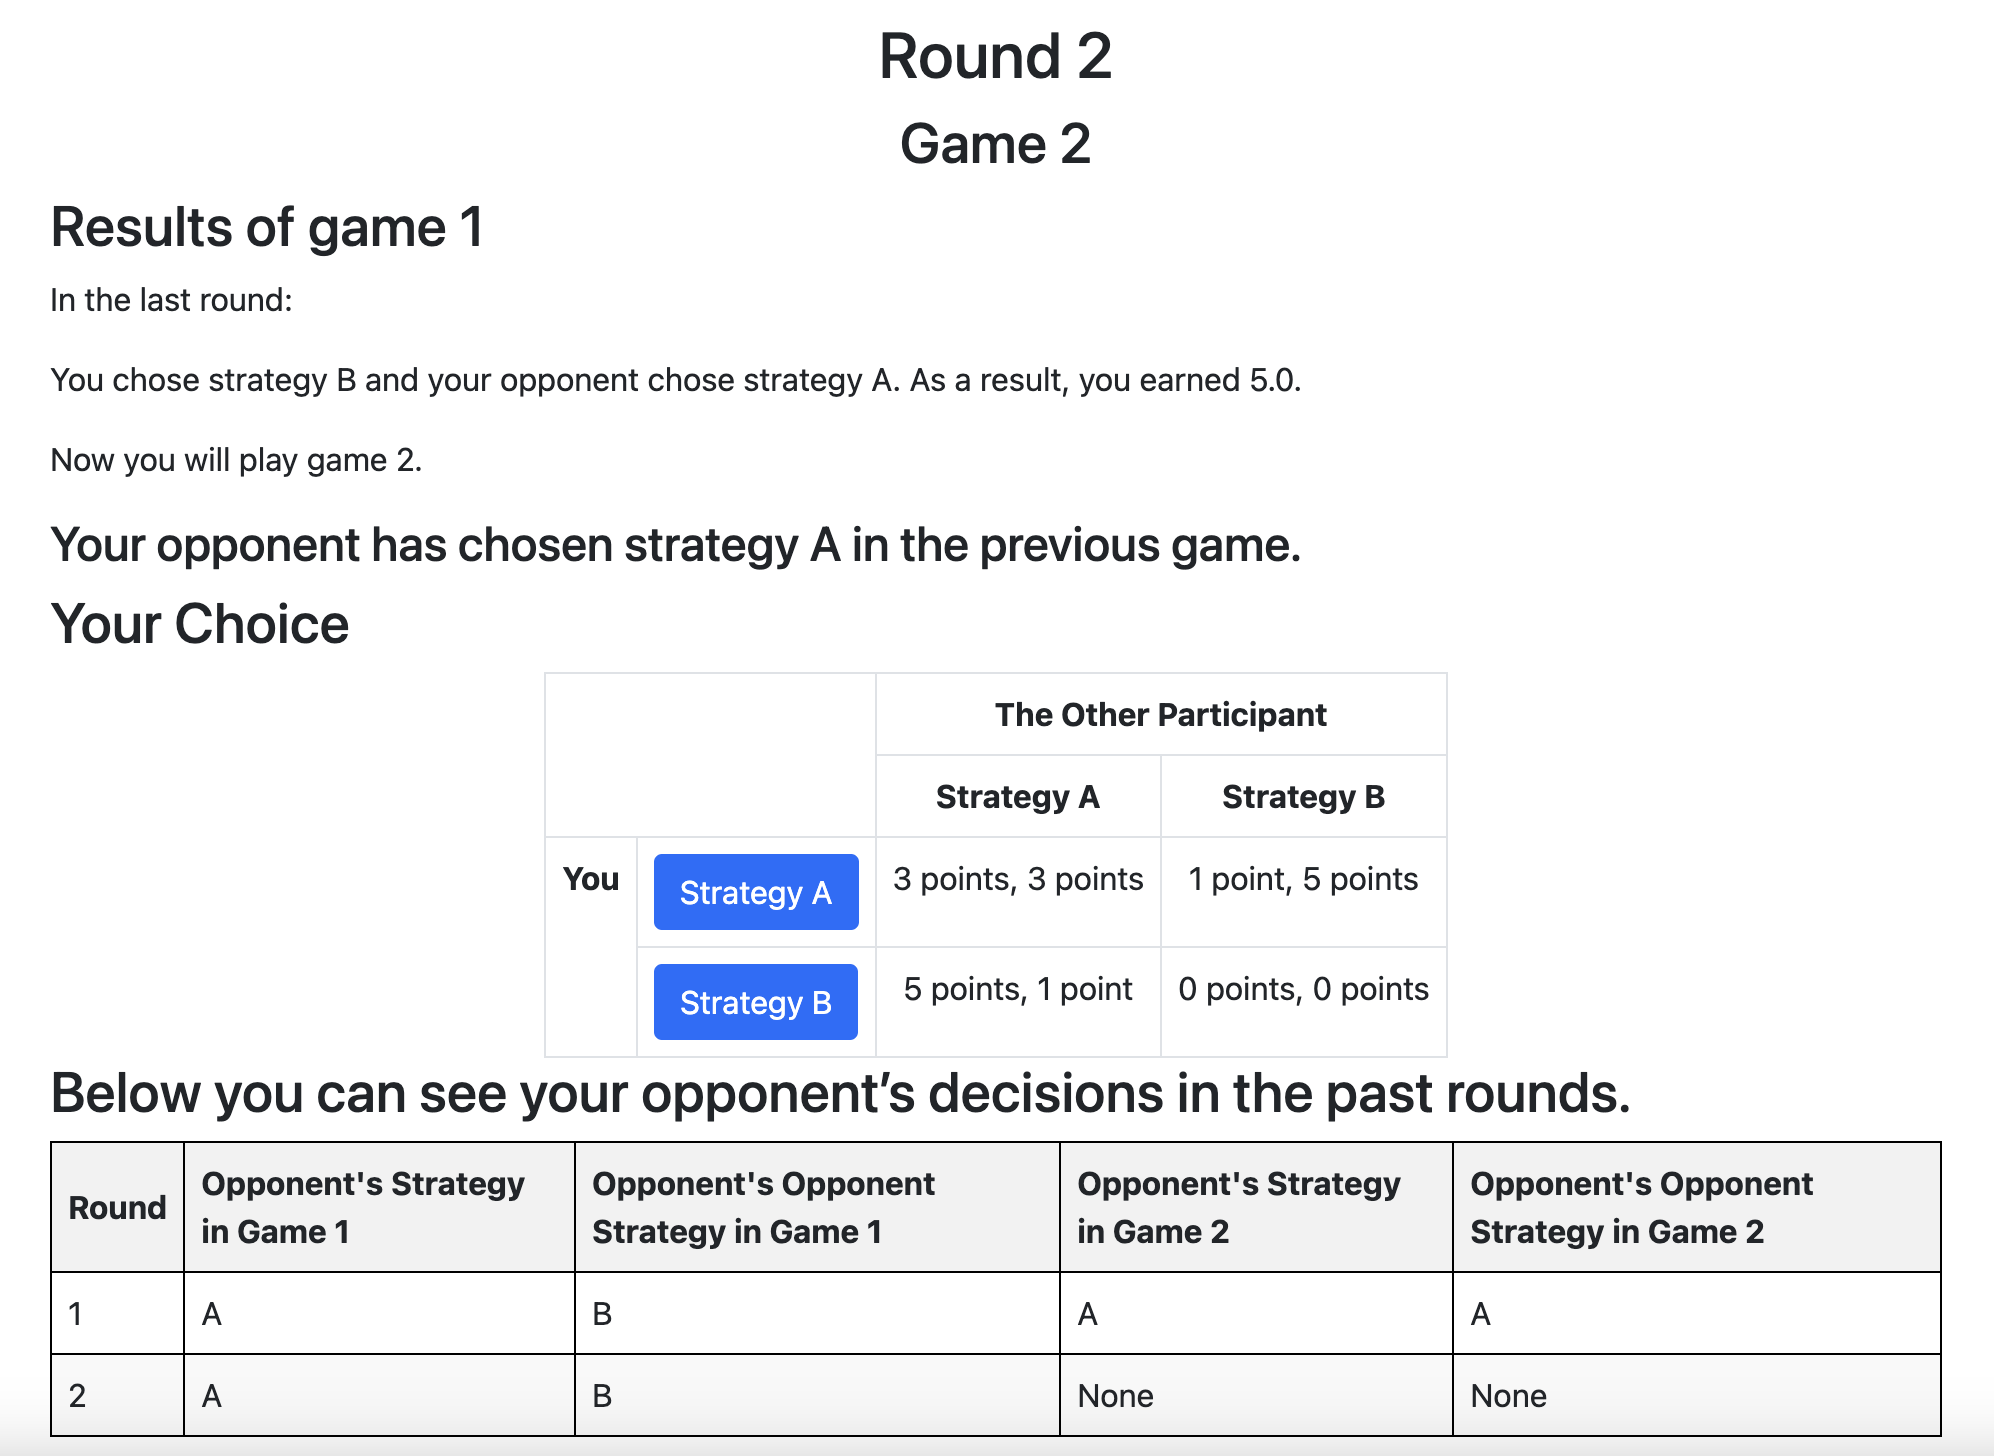 Round 2
Game 2
Results of game 1
In the last round:
You chose strategy B and your opponent chose strategy A. As a result, you earned 5.0.
Now you will play game 2.
Your opponent has chosen strategy A in the previous game.
Your Choice
The Other Participant
Strategy A Strategy B
You Strategy A 3 points, 3 points 1 point, 5 points
Strategy B 5 points, 1 point 0 points, 0 points
Below you can see your opponent’s decisions in the past rounds.
Round Opponent's Strategy in Game 1 Opponent's Opponent Strategy in Game 1 Opponent's Strategy in Game 2 Opponent's Opponent Strategy in Game 2
1 A B A A
2 A B None None